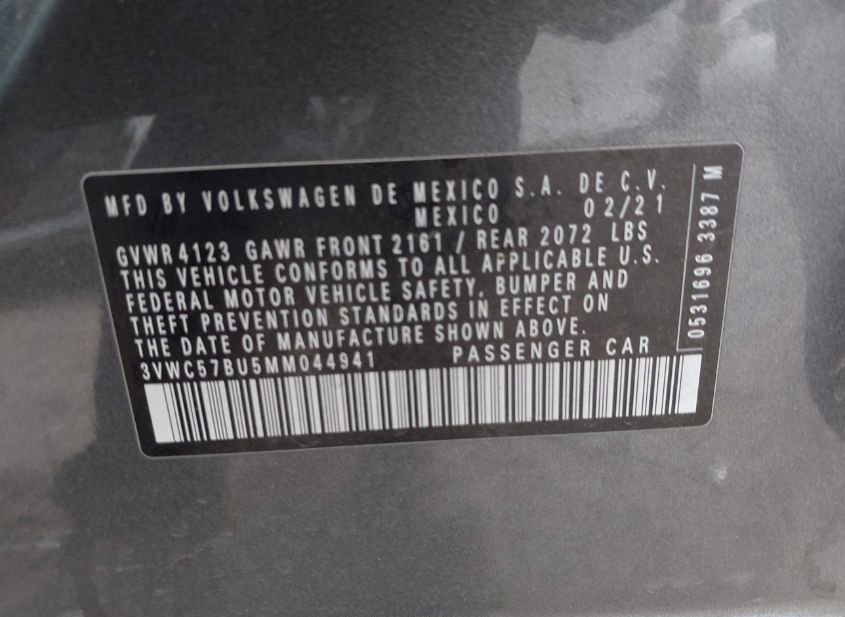 MFD BY VOLKSWAGEN DE MEXICO S.A. DE C.V.
MEXICO 02/21
GVWR 4123 GAWR FRONT 2161 / REAR 2072 LBS
THIS VEHICLE CONFORMS TO ALL APPLICABLE U.S.
FEDERAL MOTOR VEHICLE SAFETY, BUMPER AND
THEFT PREVENTION STANDARDS IN EFFECT ON
THE DATE OF MANUFACTURE SHOWN ABOVE.
3VWC57BU5MM044941 PASSENGER CAR
0531696 3387 M